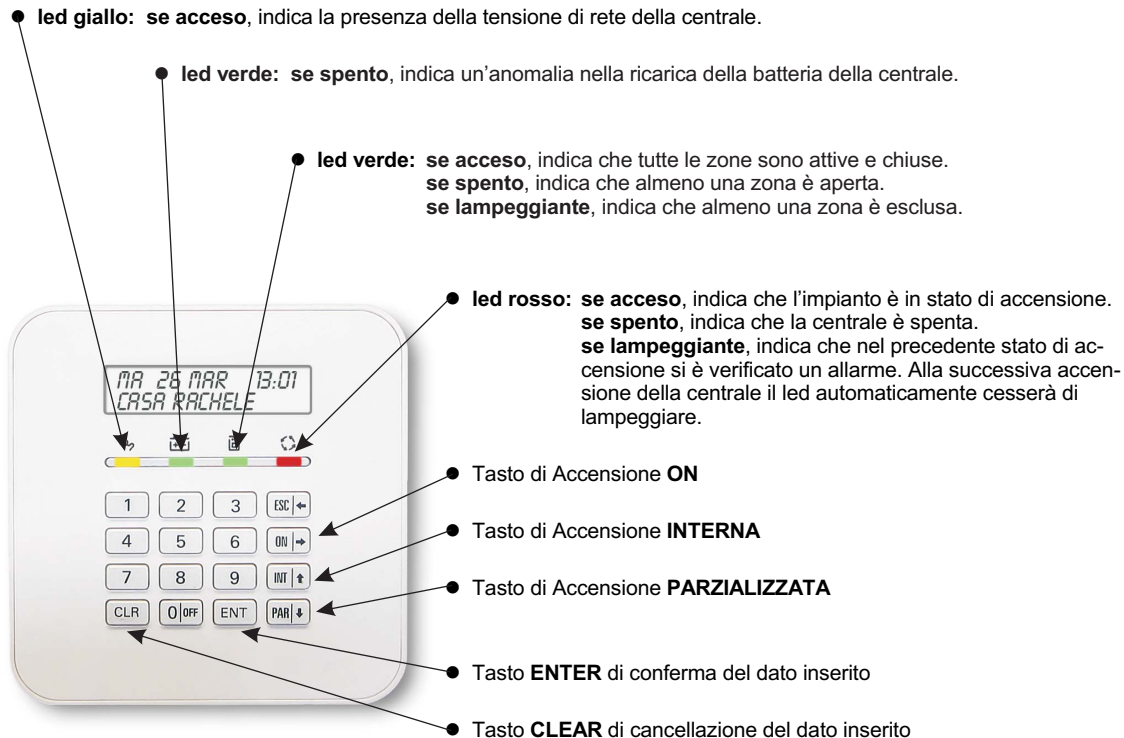 led giallo: se acceso, indica la presenza della tensione di rete della centrale.
led verde: se spento, indica un'anomalia nella ricarica della batteria della centrale.
led verde: se acceso, indica che tutte le zone sono attive e chiuse.
se spento, indica che almeno una zona è aperta.
se lampeggiante, indica che almeno una zona è esclusa.
led rosso: se acceso, indica che l'impianto è in stato di accensione.
se spento, indica che la centrale è spenta.
se lampeggiante, indica che nel precedente stato di ac-
censione si è verificato un allarme. Alla successiva accen-
sione della centrale il led automaticamente cesserà di
lampeggiare.
MA 26 MAR 13:01
CASA RACHELE
1 2 3 ESC
4 5 6 ON
7 8 9 INT
CLR 0 OFF ENT PAR
Tasto di Accensione ON
Tasto di Accensione INTERNA
Tasto di Accensione PARZIALIZZATA
Tasto ENTER di conferma del dato inserito
Tasto CLEAR di cancellazione del dato inserito